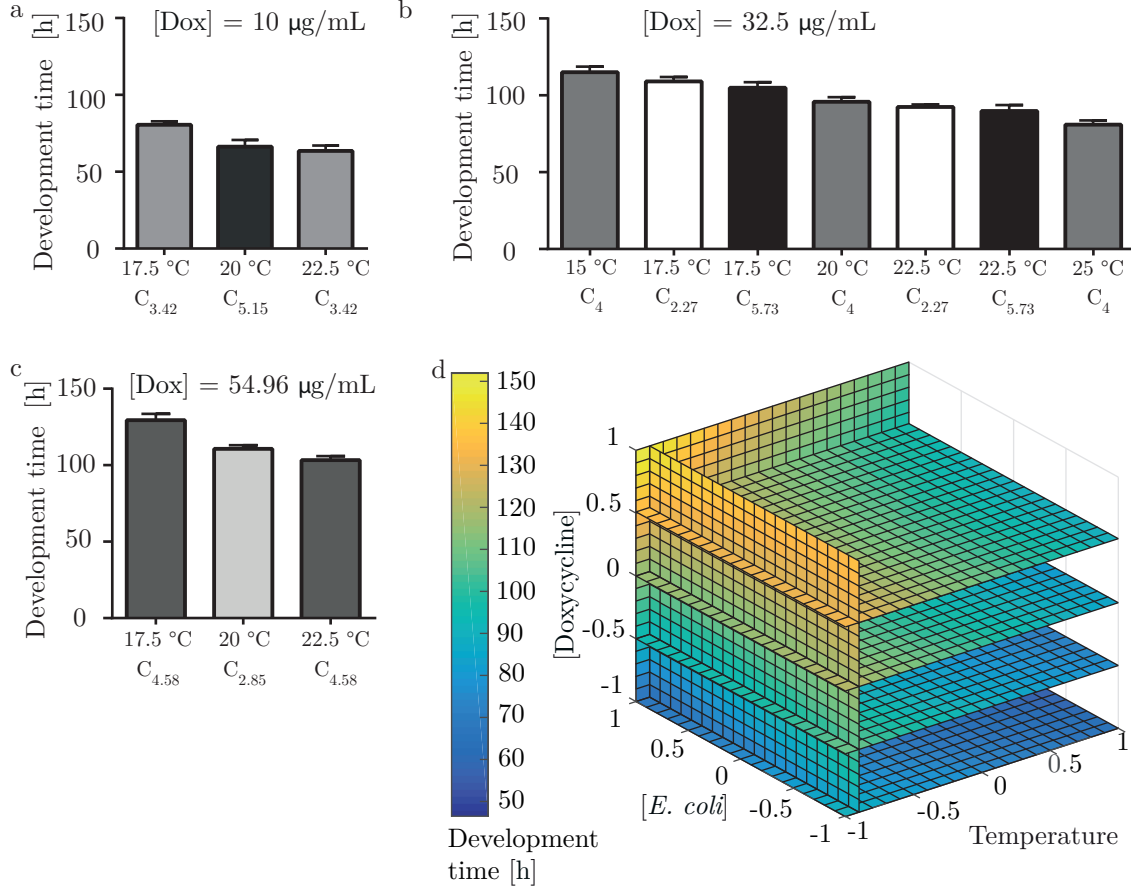 a
[Dox] = 10 µg/mL
Development time [h]
150
100
50
0
17.5 °C 20 °C 22.5 °C
C3.42 C5.15 C3.42
b
[Dox] = 32.5 µg/mL
Development time [h]
150
100
50
0
15 °C 17.5 °C 17.5 °C 20 °C 22.5 °C 22.5 °C 25 °C
C4 C2.27 C5.73 C4 C2.27 C5.73 C4
c
[Dox] = 54.96 µg/mL
Development time [h]
150
100
50
0
17.5 °C 20 °C 22.5 °C
C4.58 C2.85 C4.58
d
150
140
130
120
110
100
90
80
70
60
50
Development
time [h]
[Doxycycline]
1
0.5
0
-0.5
-1
1
0.5
0
-0.5
-1
[E. coli]
-1
-0.5
0
0.5
1
Temperature